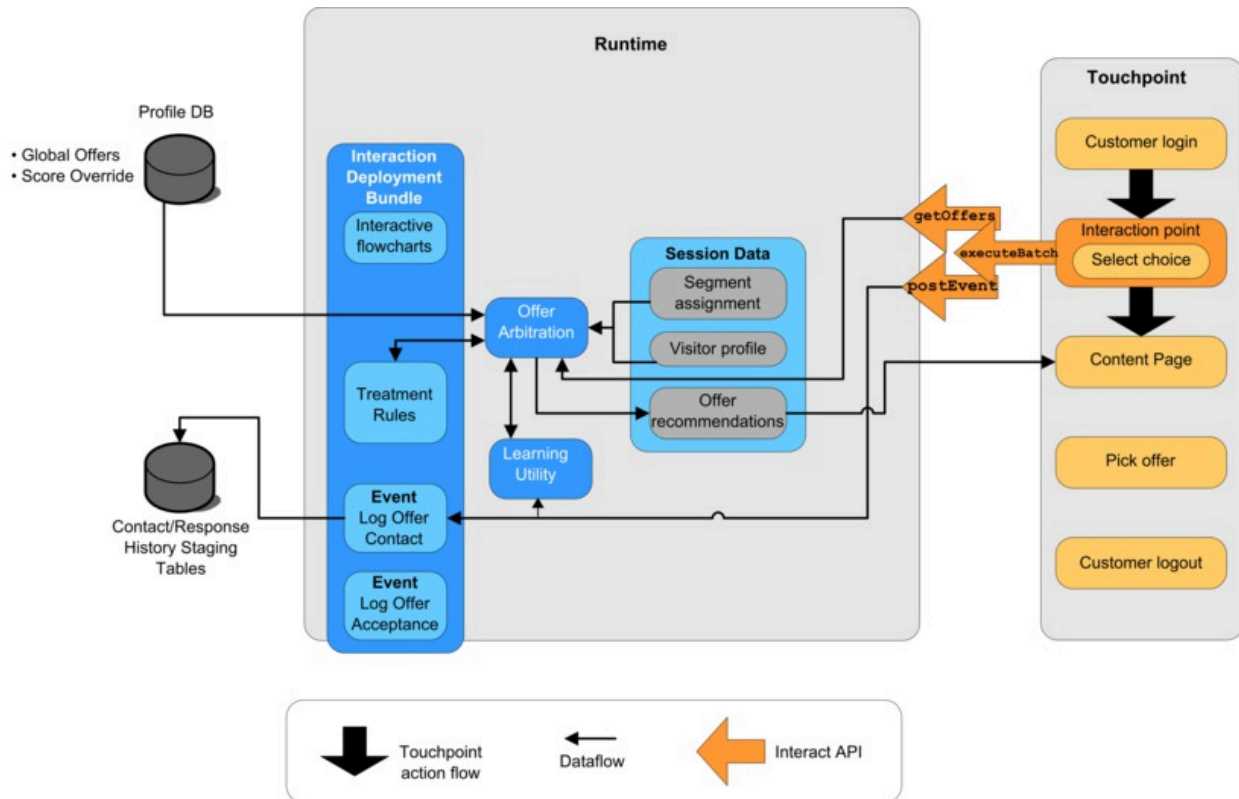 Runtime
Touchpoint
Profile DB
• Global Offers
• Score Override
Interaction
Deployment
Bundle
Interactive
flowcharts
Treatment
Rules
Event
Log Offer
Contact
Event
Log Offer
Acceptance
Offer
Arbitration
Learning
Utility
Session Data
Segment
assignment
Visitor profile
Offer
recommendations
getOffers
executeBatch
postEvent
Customer login
Interaction point
Select choice
Content Page
Pick offer
Customer logout
Contact/Response
History Staging
Tables
Touchpoint
action flow
Dataflow
Interact API